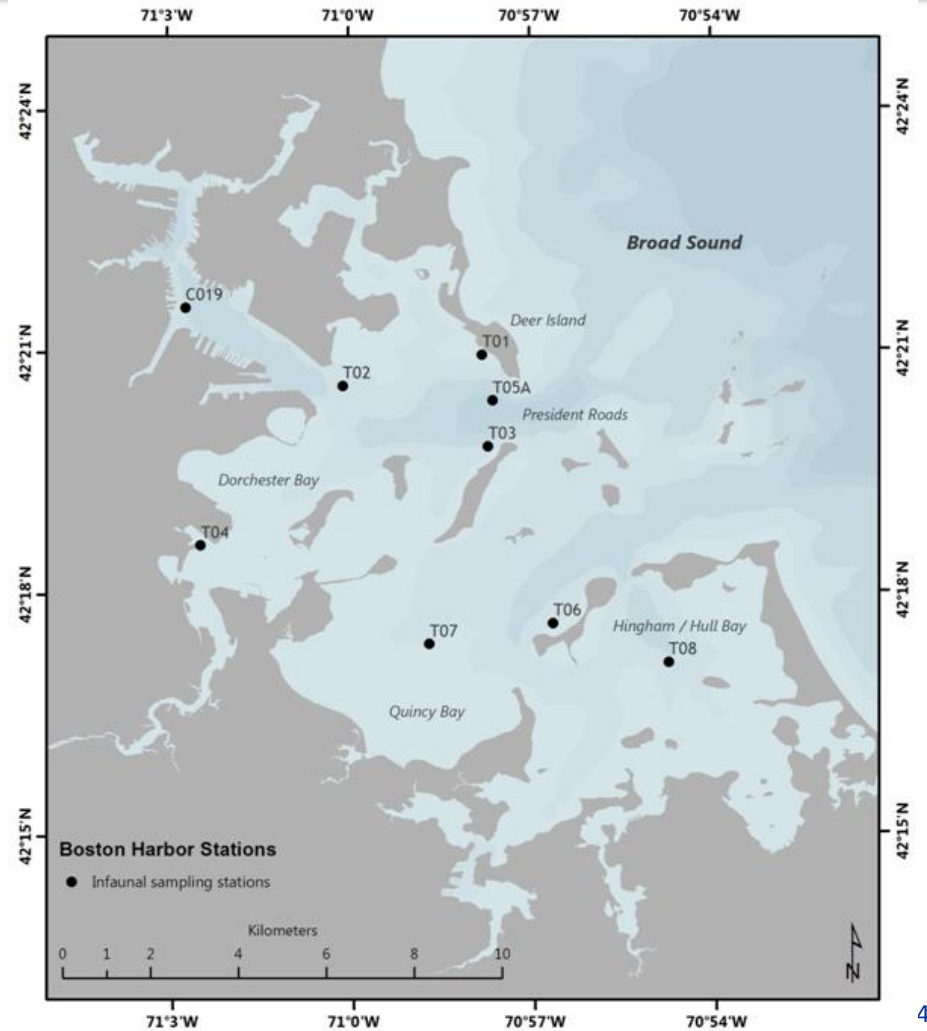 71°3'W 71°0'W 70°57'W 70°54'W
42°24'N
42°24'N
Broad Sound
C019
Deer Island
42°21'N
T01
42°21'N
T02
T05A
President Roads
T03
Dorchester Bay
T04
42°18'N
42°18'N
T06
Hingham / Hull Bay
T07
T08
Quincy Bay
42°15'N
42°15'N
Boston Harbor Stations
Infaunal sampling stations
Kilometers
0 1 2 4 6 8 10
N
71°3'W 71°0'W 70°57'W 70°54'W
4